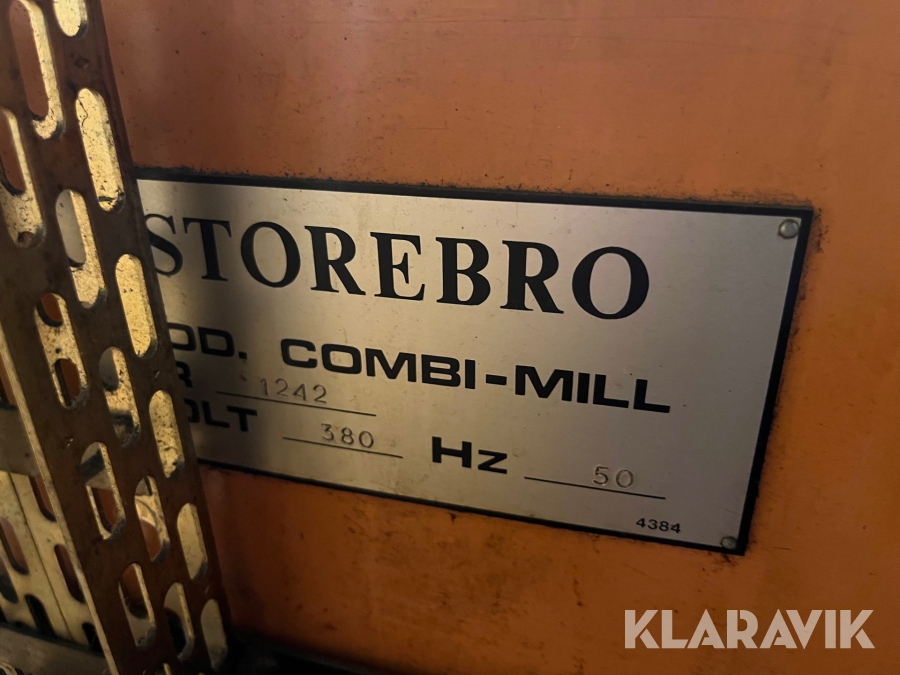 STOREBRO
OD. COMBI-MILL
R 1242
OLT 380 Hz 50
4384
KLARAVIK